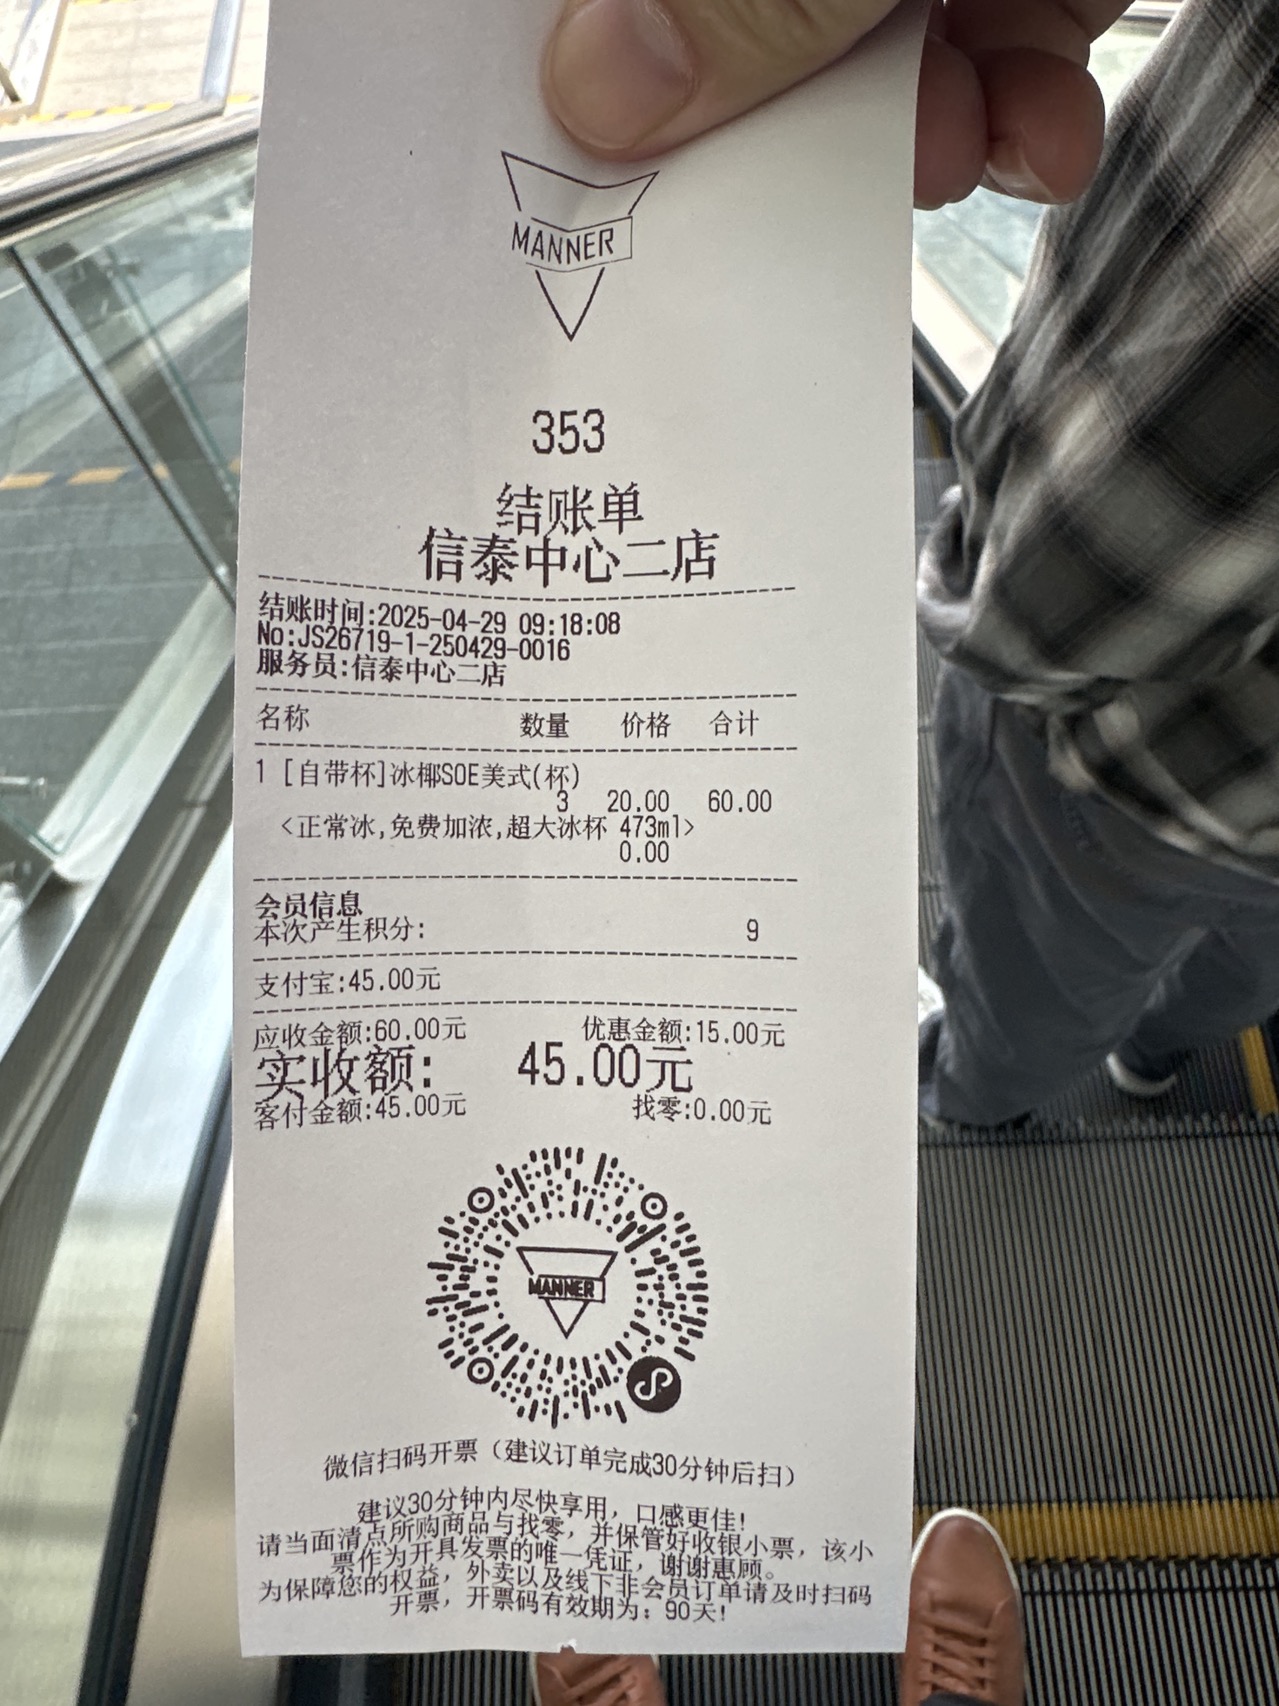 MANNER
353
结账单
信泰中心二店
结账时间:2025-04-29 09:18:08
No:JS26719-1-250429-0016
服务员:信泰中心二店
名称 数量 价格 合计
1 [自带杯]冰椰SOE美式(杯)
3 20.00 60.00
<正常冰,免费加浓,超大冰杯 473ml>
0.00
会员信息
本次产生积分: 9
支付宝:45.00元
应收金额:60.00元 优惠金额:15.00元
实收额: 45.00元
客付金额:45.00元 找零:0.00元
MANNER
微信扫码开票（建议订单完成30分钟后扫）
建议30分钟内尽快享用，口感更佳!
请当面清点所购商品与找零，并保管好收银小票，该小
票作为开具发票的唯一凭证，谢谢惠顾。
为保障您的权益，外卖以及线下非会员订单请及时扫码
开票，开票码有效期为：90天!